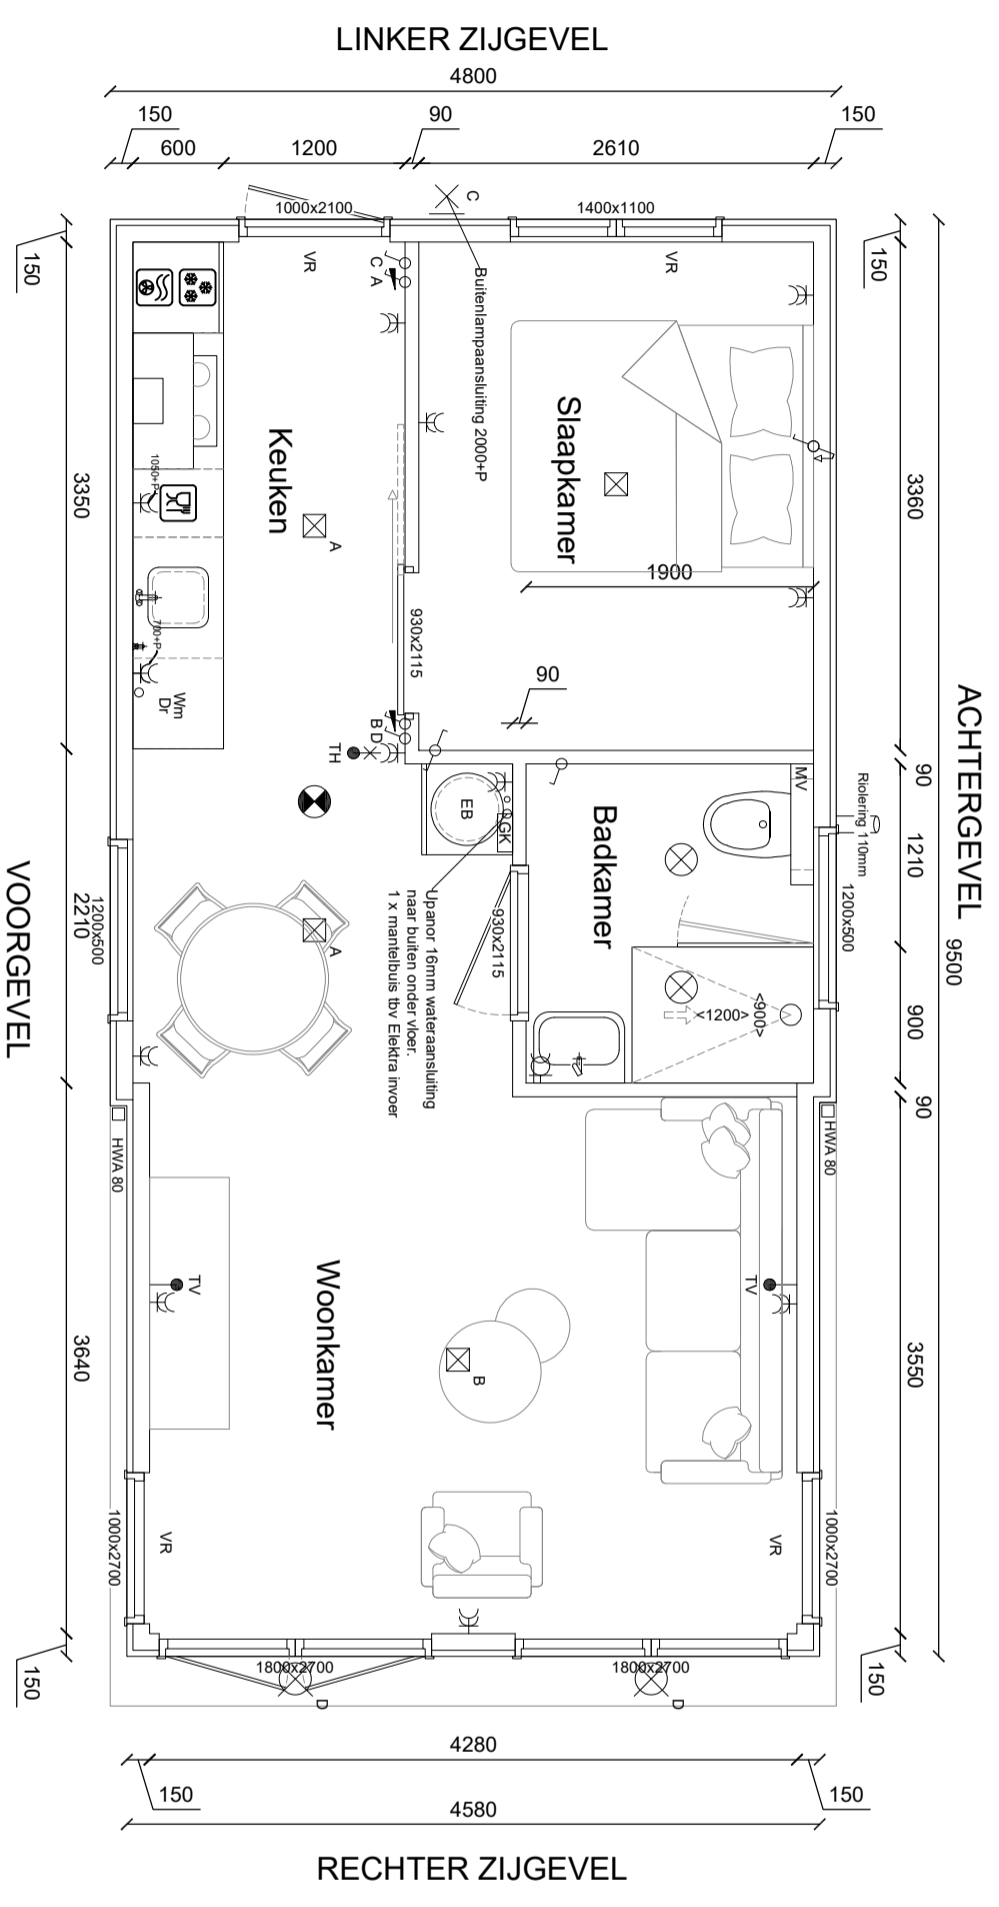 LINKER ZIJGEVEL
4800
150
90
150
600
1200
2610
1000x2100
C
1400x1100
150
VR
C A
VR
150
Buitenlampaansluiting 2000+P
Slaapkamer
Keuken
A
3350
1050+P
3360
1900
930x2115
700+P
Wm
Dr
90
B D
TH
ACHTERGEVEL
9500
90
MV
EB
GK
Riolering 110mm
Badkamer
1210
VOORGEVEL
1200x500
2210
A
Upanor 16mm wateraansluiting
naar buiten onder vloer.
1 x mantelbuis tbv Elektra invoer
930x2115
1200x500
<1200>
<900>
900
90
HWA 80
HWA 80
TV
TV
Woonkamer
B
3640
3550
1000x2700
VR
VR
1000x2700
150
1800x2700
D
1800x2700
D
150
4280
150
150
4580
RECHTER ZIJGEVEL